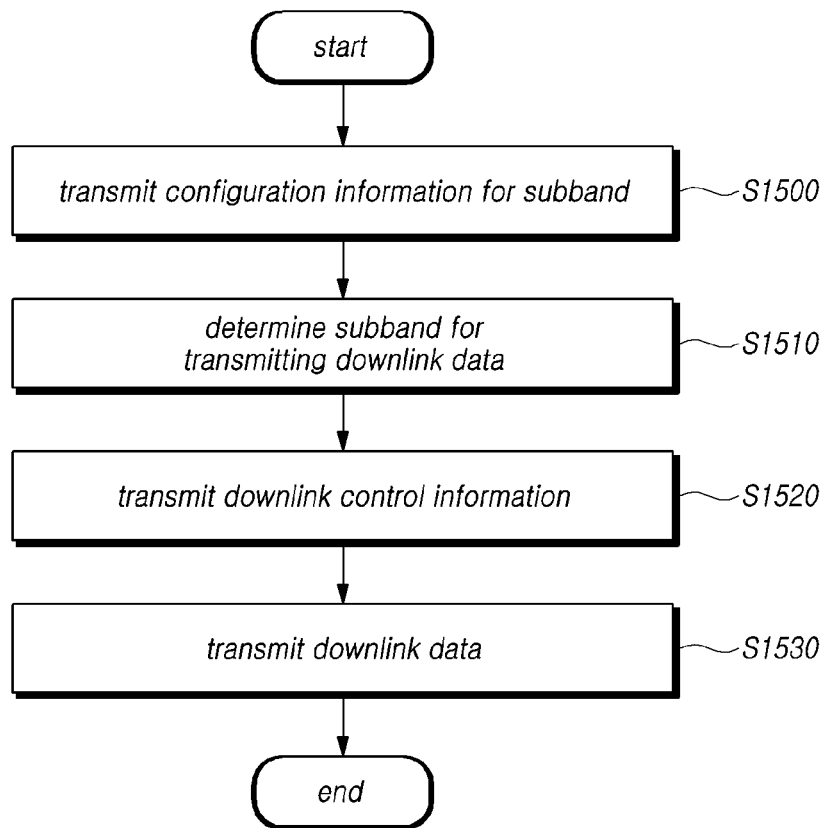 start
transmit configuration information for subband
S1500
determine subband for
transmitting downlink data
S1510
transmit downlink control information
S1520
transmit downlink data
S1530
end